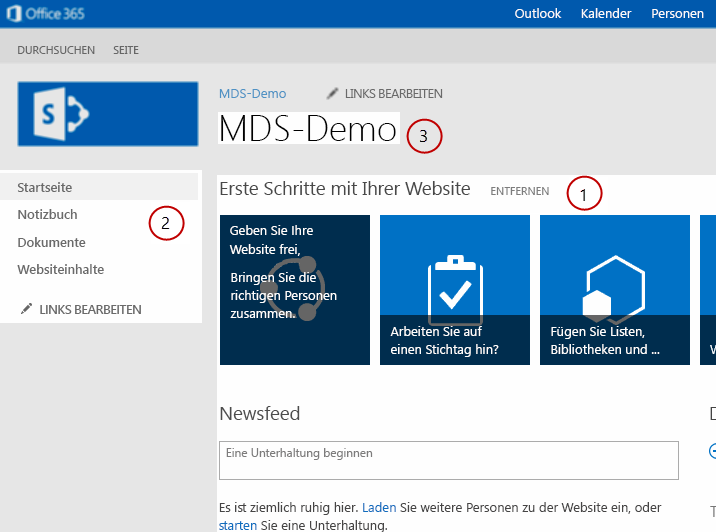 Office 365
Outlook Kalender Personen
DURCHSUCHEN SEITE
S
MDS-Demo LINKS BEARBEITEN
MDS-Demo
3
Startseite
Notizbuch
Dokumente
Websiteinhalte
LINKS BEARBEITEN
2
Erste Schritte mit Ihrer Website ENTFERNEN
1
Geben Sie Ihre
Website frei,
Bringen Sie die
richtigen Personen
zusammen.
Arbeiten Sie auf
einen Stichtag hin?
Fügen Sie Listen,
Bibliotheken und ...
W
Newsfeed
D
Eine Unterhaltung beginnen
Es ist ziemlich ruhig hier. Laden Sie weitere Personen zu der Website ein, oder
starten Sie eine Unterhaltung.
T